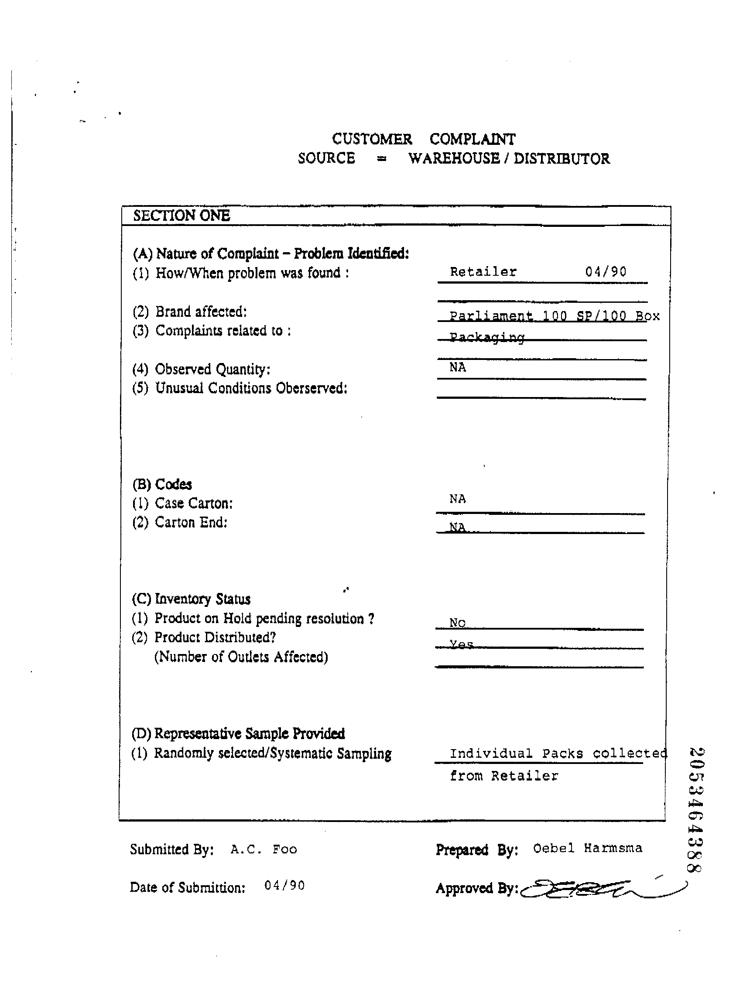 CUSTOMER COMPLAINT
SOURCE = WAREHOUSE / DISTRIBUTOR
SECTION ONE
(A) Nature of Complaint – Problem Identified:
(1) How/When problem was found : Retailer 04/90
(2) Brand affected: Parliament 100 SP/100 Box
(3) Complaints related to : Packaging
(4) Observed Quantity: NA
(5) Unusual Conditions Oberserved:
(B) Codes
(1) Case Carton: NA
(2) Carton End: NA
(C) Inventory Status
(1) Product on Hold pending resolution ? No
(2) Product Distributed? Yes
(Number of Outlets Affected)
(D) Representative Sample Provided
(1) Randomly selected/Systematic Sampling Individual Packs collected
from Retailer
2053464388
Submitted By: A.C. Foo Prepared By: Oebel Harmsma
Date of Submittion: 04/90 Approved By: